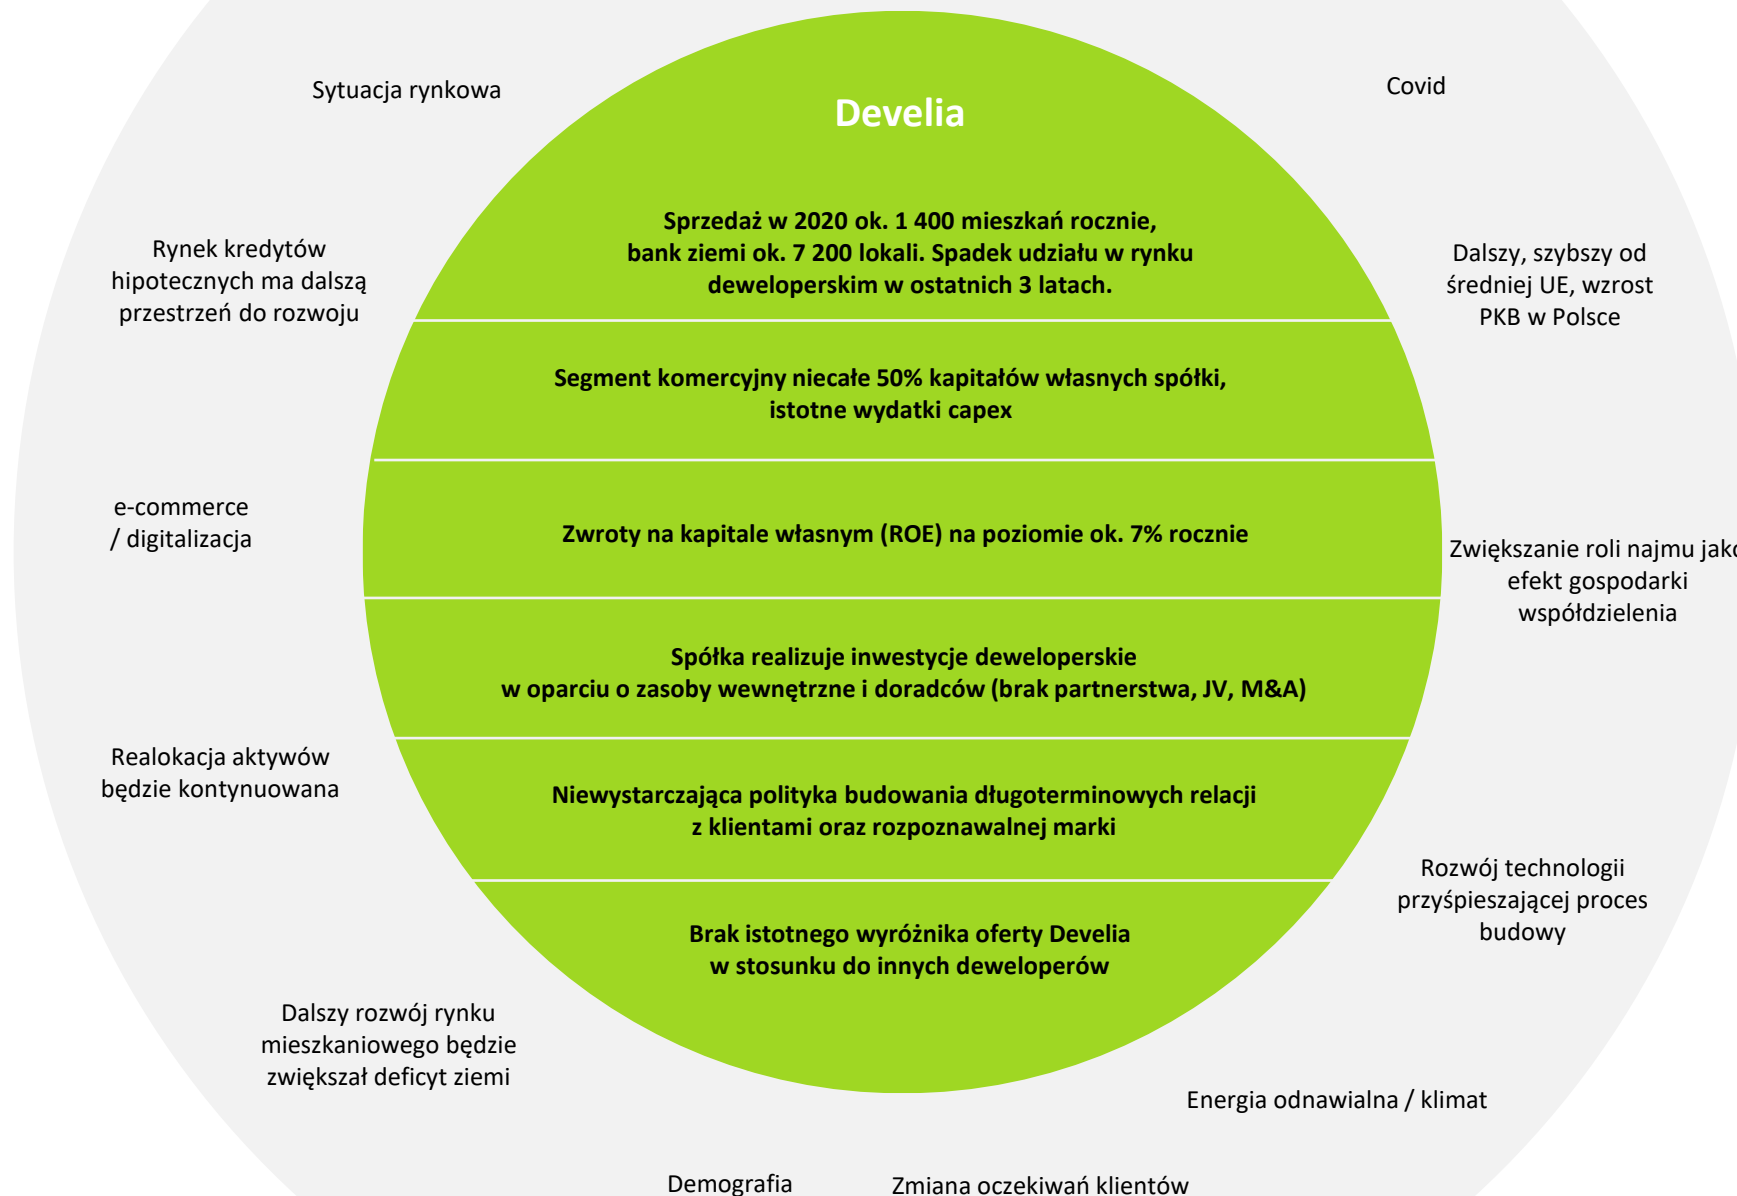 Sytuacja rynkowa
Covid
Develia
Sprzedaż w 2020 ok. 1 400 mieszkań rocznie,
bank ziemi ok. 7 200 lokali. Spadek udziału w rynku
deweloperskim w ostatnich 3 latach.
Rynek kredytów
hipotecznych ma dalszą
przestrzeń do rozwoju
Dalszy, szybszy od
średniej UE, wzrost
PKB w Polsce
Segment komercyjny niecałe 50% kapitałów własnych spółki,
istotne wydatki capex
e-commerce
/ digitalizacja
Zwroty na kapitale własnym (ROE) na poziomie ok. 7% rocznie
Zwiększanie roli najmu jako
efekt gospodarki
współdzielenia
Spółka realizuje inwestycje deweloperskie
w oparciu o zasoby wewnętrzne i doradców (brak partnerstwa, JV, M&A)
Realokacja aktywów
będzie kontynuowana
Niewystarczająca polityka budowania długoterminowych relacji
z klientami oraz rozpoznawalnej marki
Rozwój technologii
przyśpieszającej proces
budowy
Brak istotnego wyróżnika oferty Develia
w stosunku do innych deweloperów
Dalszy rozwój rynku
mieszkaniowego będzie
zwiększał deficyt ziemi
Energia odnawialna / klimat
Demografia
Zmiana oczekiwań klientów